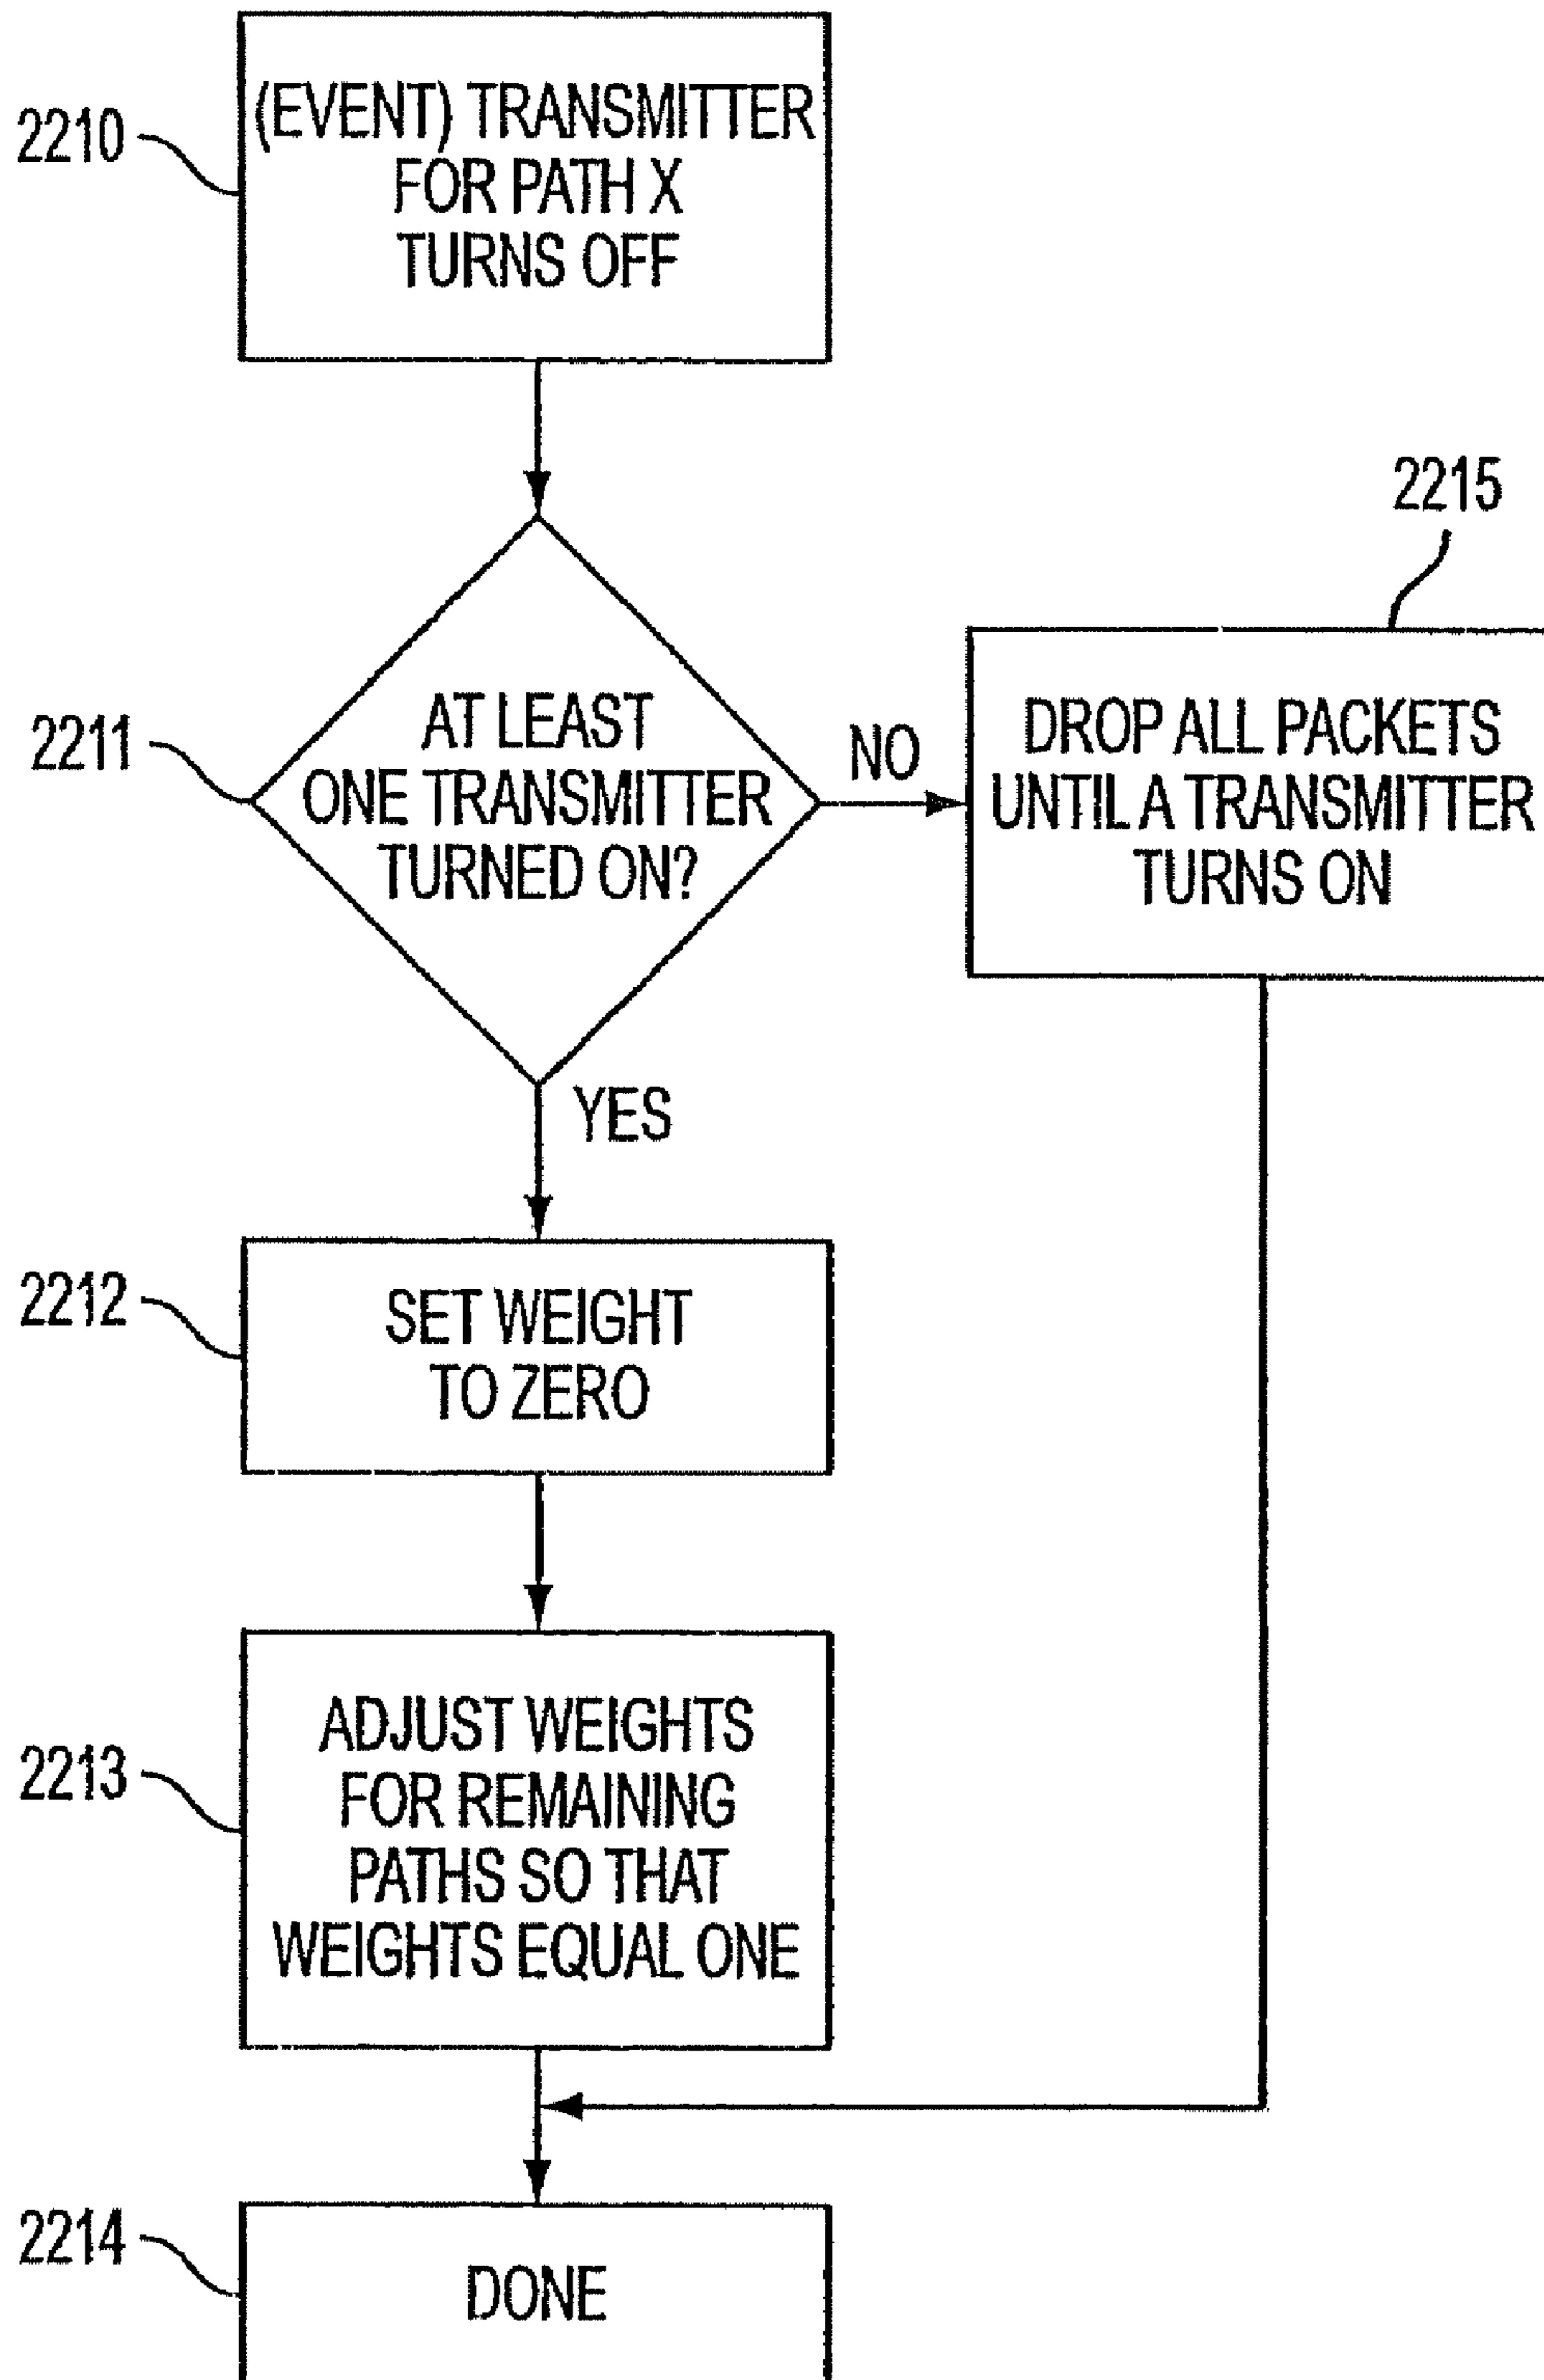 2210
(EVENT) TRANSMITTER
FOR PATH X
TURNS OFF
2211
AT LEAST
ONE TRANSMITTER
TURNED ON?
NO
2215
DROP ALL PACKETS
UNTIL A TRANSMITTER
TURNS ON
YES
2212
SET WEIGHT
TO ZERO
2213
ADJUST WEIGHTS
FOR REMAINING
PATHS SO THAT
WEIGHTS EQUAL ONE
2214
DONE